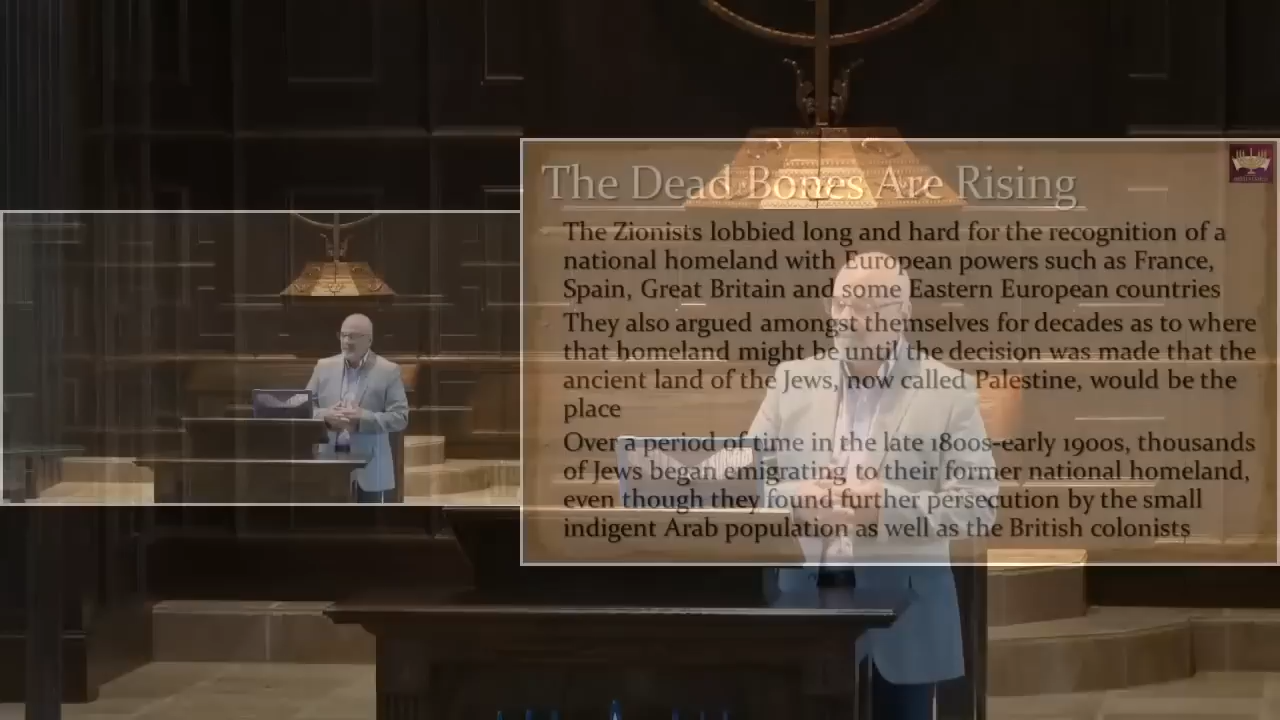 The Dead Bones Are Rising
The Zionists lobbied long and hard for the recognition of a
national homeland with European powers such as France,
Spain, Great Britain and some Eastern European countries
They also argued amongst themselves for decades as to where
that homeland might be until the decision was made that the
ancient land of the Jews, now called Palestine, would be the
place
Over a period of time in the late 1800s-early 1900s, thousands
of Jews began emigrating to their former national homeland,
even though they found further persecution by the small
indigent Arab population as well as the British colonists